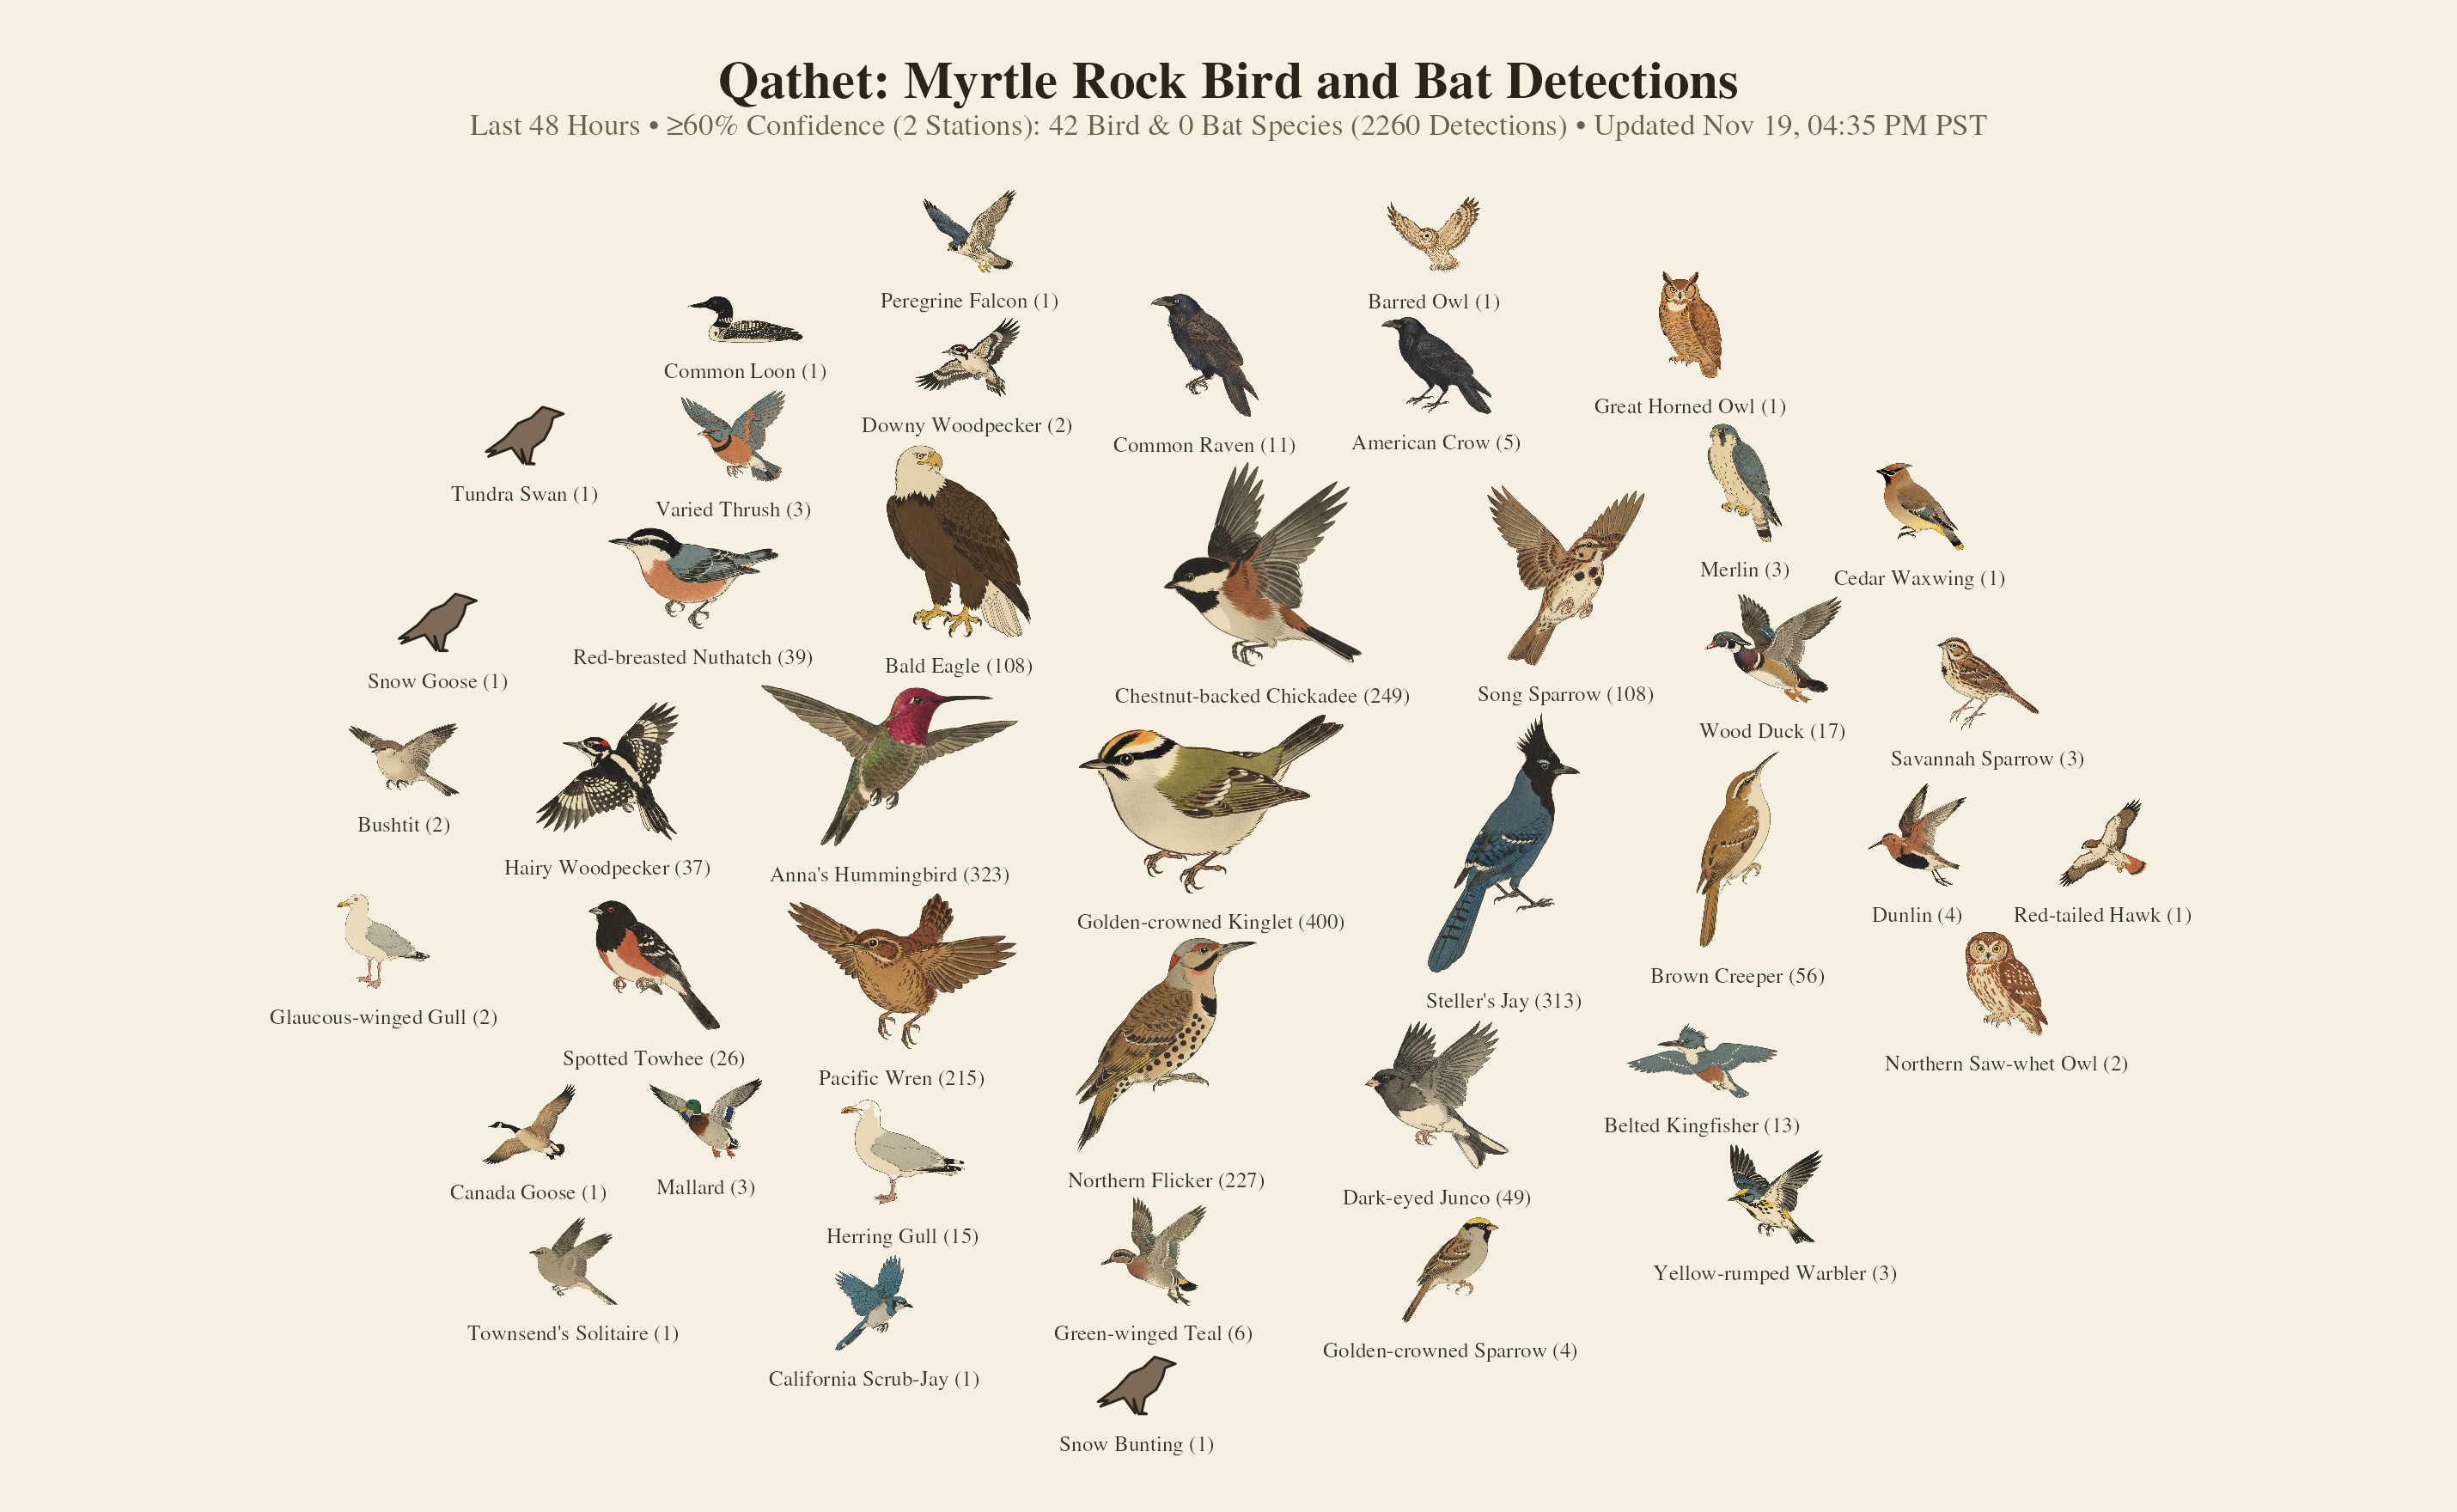 Qathet: Myrtle Rock Bird and Bat Detections
Last 48 Hours • ≥60% Confidence (2 Stations): 42 Bird & 0 Bat Species (2260 Detections) • Updated Nov 19, 04:35 PM PST
Peregrine Falcon (1)
Barred Owl (1)
Common Loon (1)
Great Horned Owl (1)
Downy Woodpecker (2)
Common Raven (11)
American Crow (5)
Tundra Swan (1)
Varied Thrush (3)
Merlin (3)
Cedar Waxwing (1)
Red-breasted Nuthatch (39)
Bald Eagle (108)
Snow Goose (1)
Chestnut-backed Chickadee (249)
Song Sparrow (108)
Wood Duck (17)
Savannah Sparrow (3)
Bushtit (2)
Hairy Woodpecker (37)
Anna's Hummingbird (323)
Golden-crowned Kinglet (400)
Dunlin (4)
Red-tailed Hawk (1)
Brown Creeper (56)
Steller's Jay (313)
Glaucous-winged Gull (2)
Spotted Towhee (26)
Pacific Wren (215)
Northern Saw-whet Owl (2)
Belted Kingfisher (13)
Canada Goose (1)
Mallard (3)
Northern Flicker (227)
Dark-eyed Junco (49)
Herring Gull (15)
Yellow-rumped Warbler (3)
Townsend's Solitaire (1)
Green-winged Teal (6)
Golden-crowned Sparrow (4)
California Scrub-Jay (1)
Snow Bunting (1)